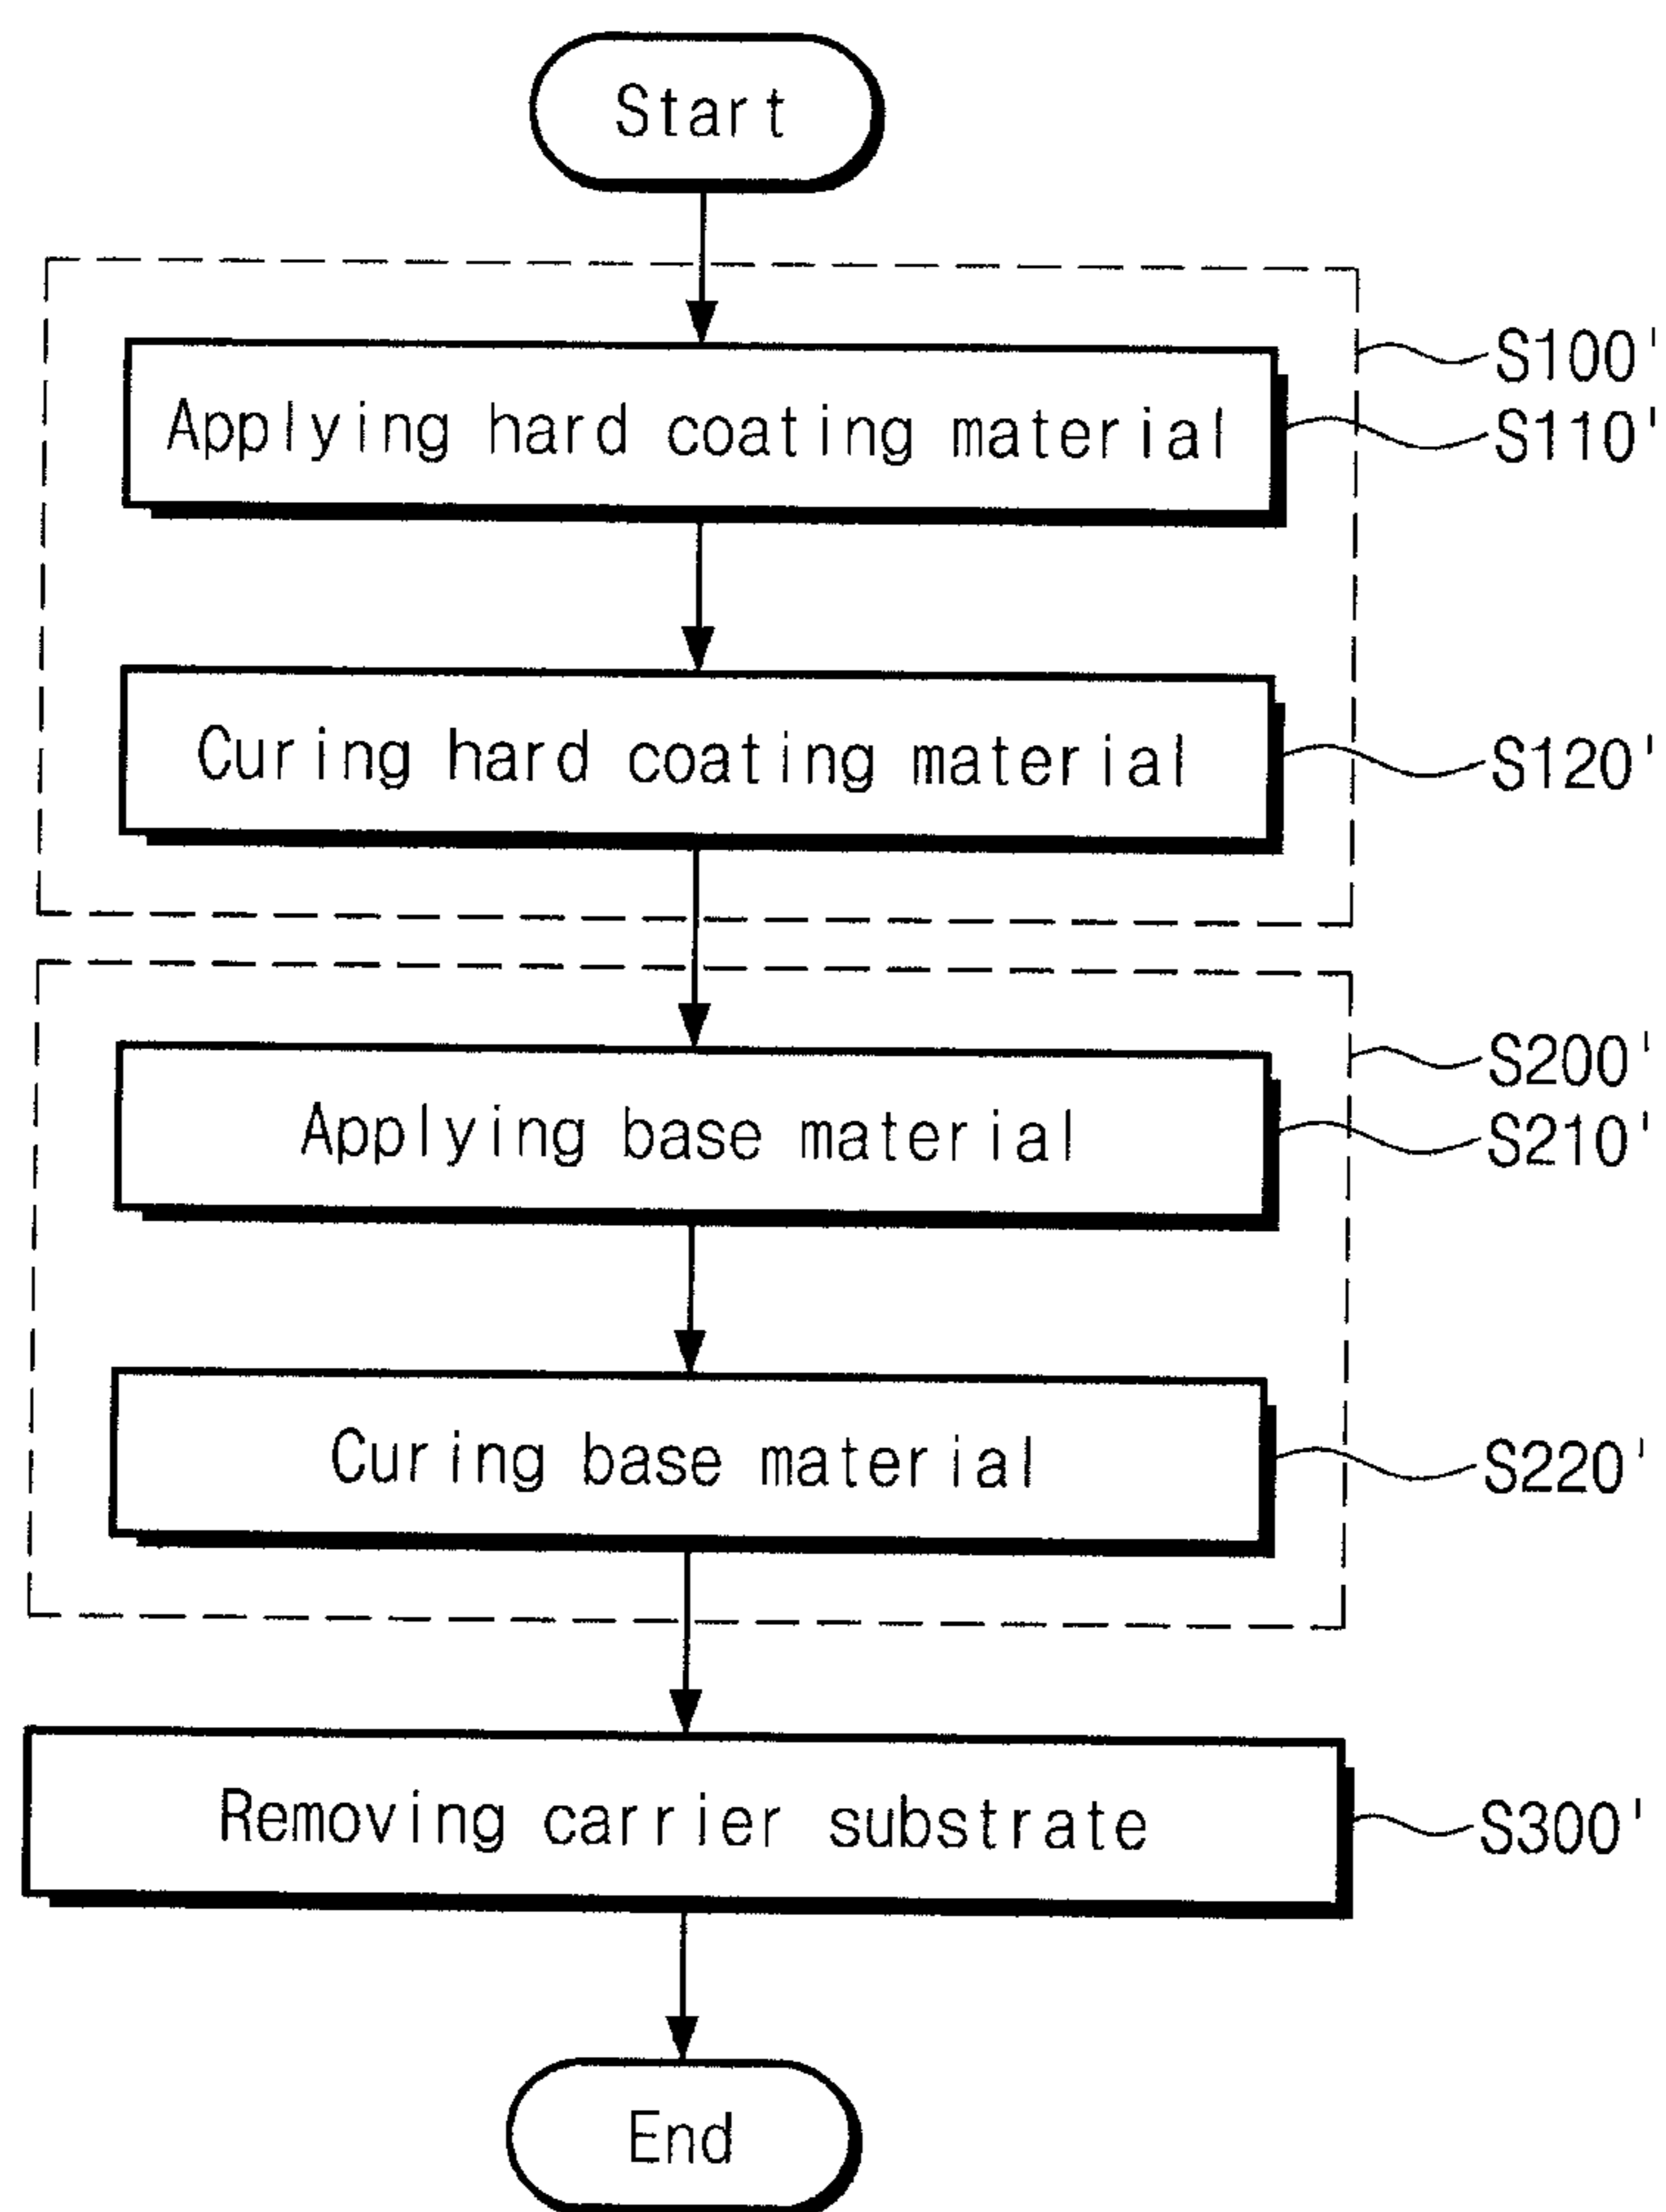 Start
S100'
Applying hard coating material
S110'
Curing hard coating material
S120'
S200'
Applying base material
S210'
Curing base material
S220'
Removing carrier substrate
S300'
End